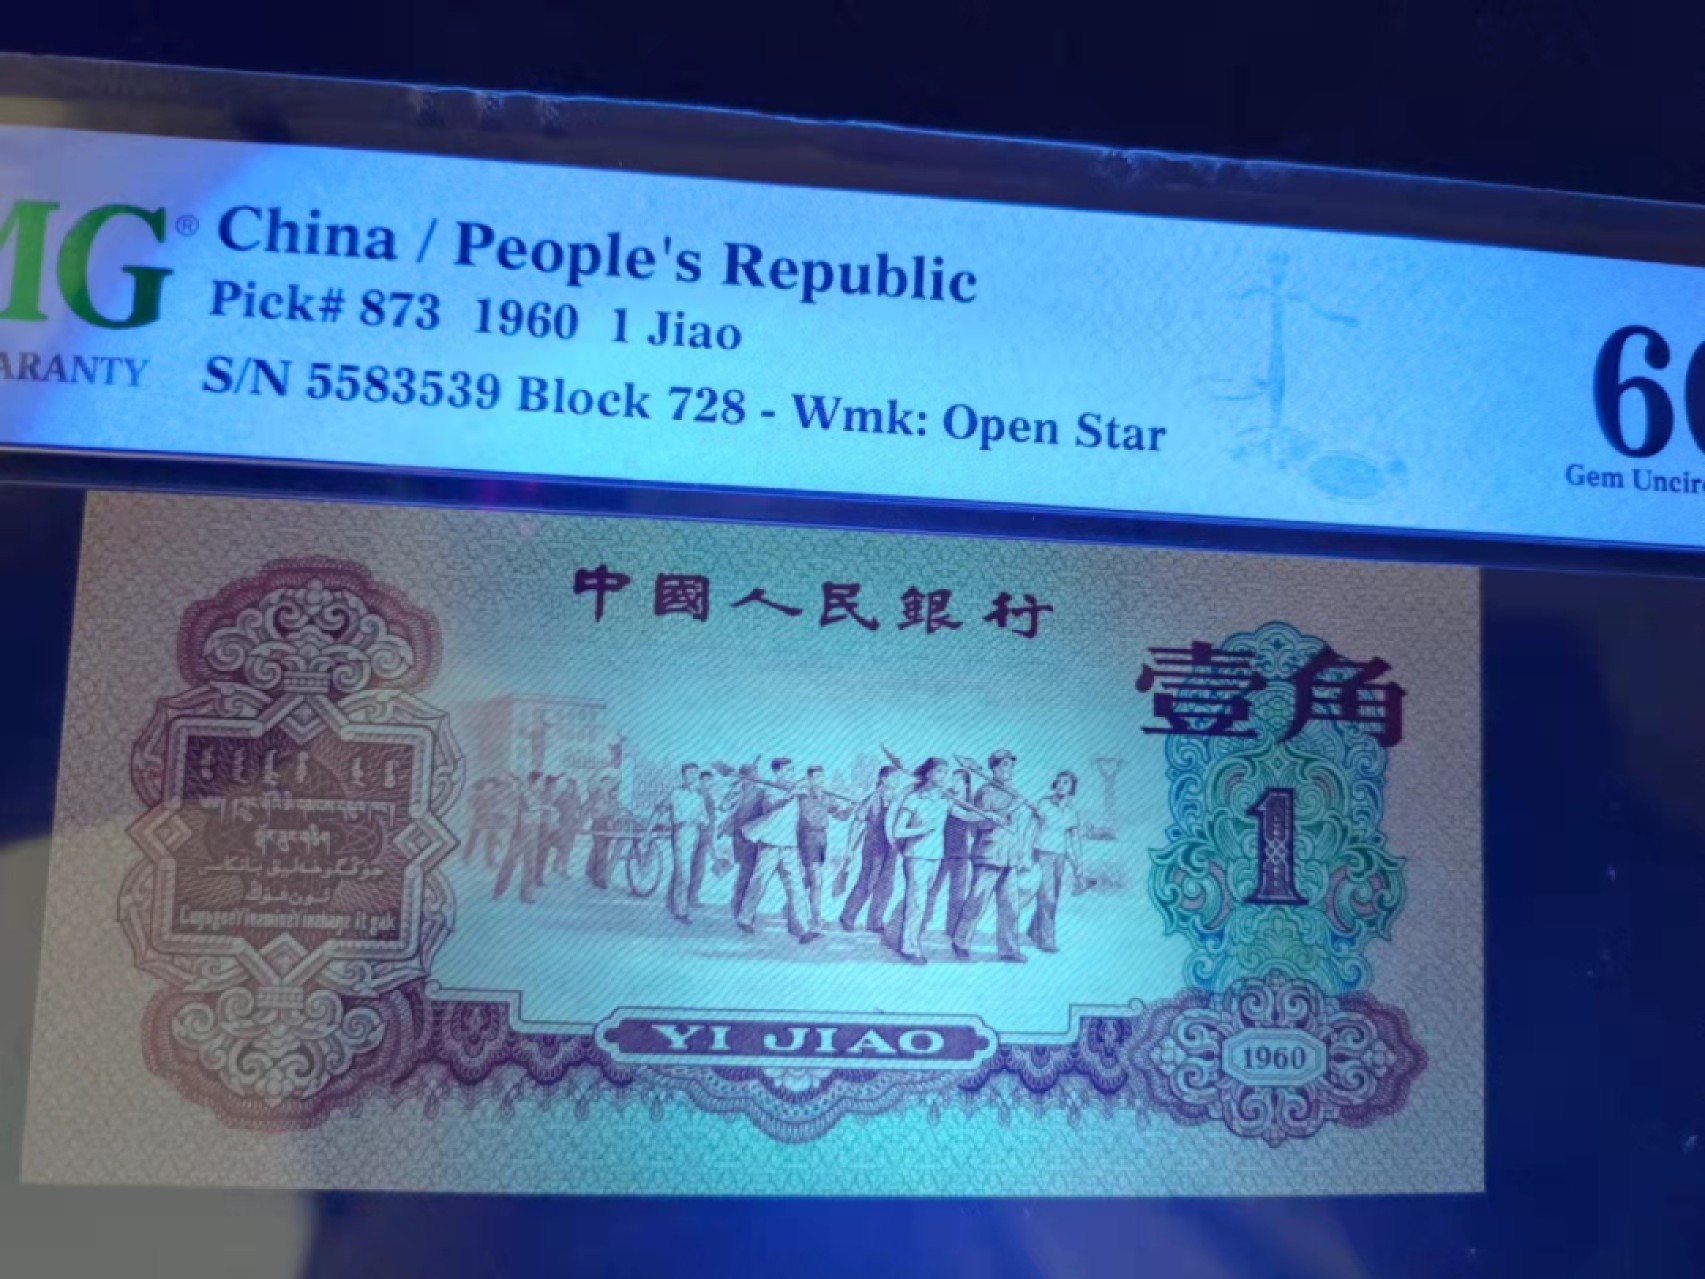 MG® China / People's Republic
Pick# 873 1960 1 Jiao
ARANTY S/N 5583539 Block 728 - Wmk: Open Star
6
Gem Uncir
中國人民銀行
壹角
1
YI JIAO
1960